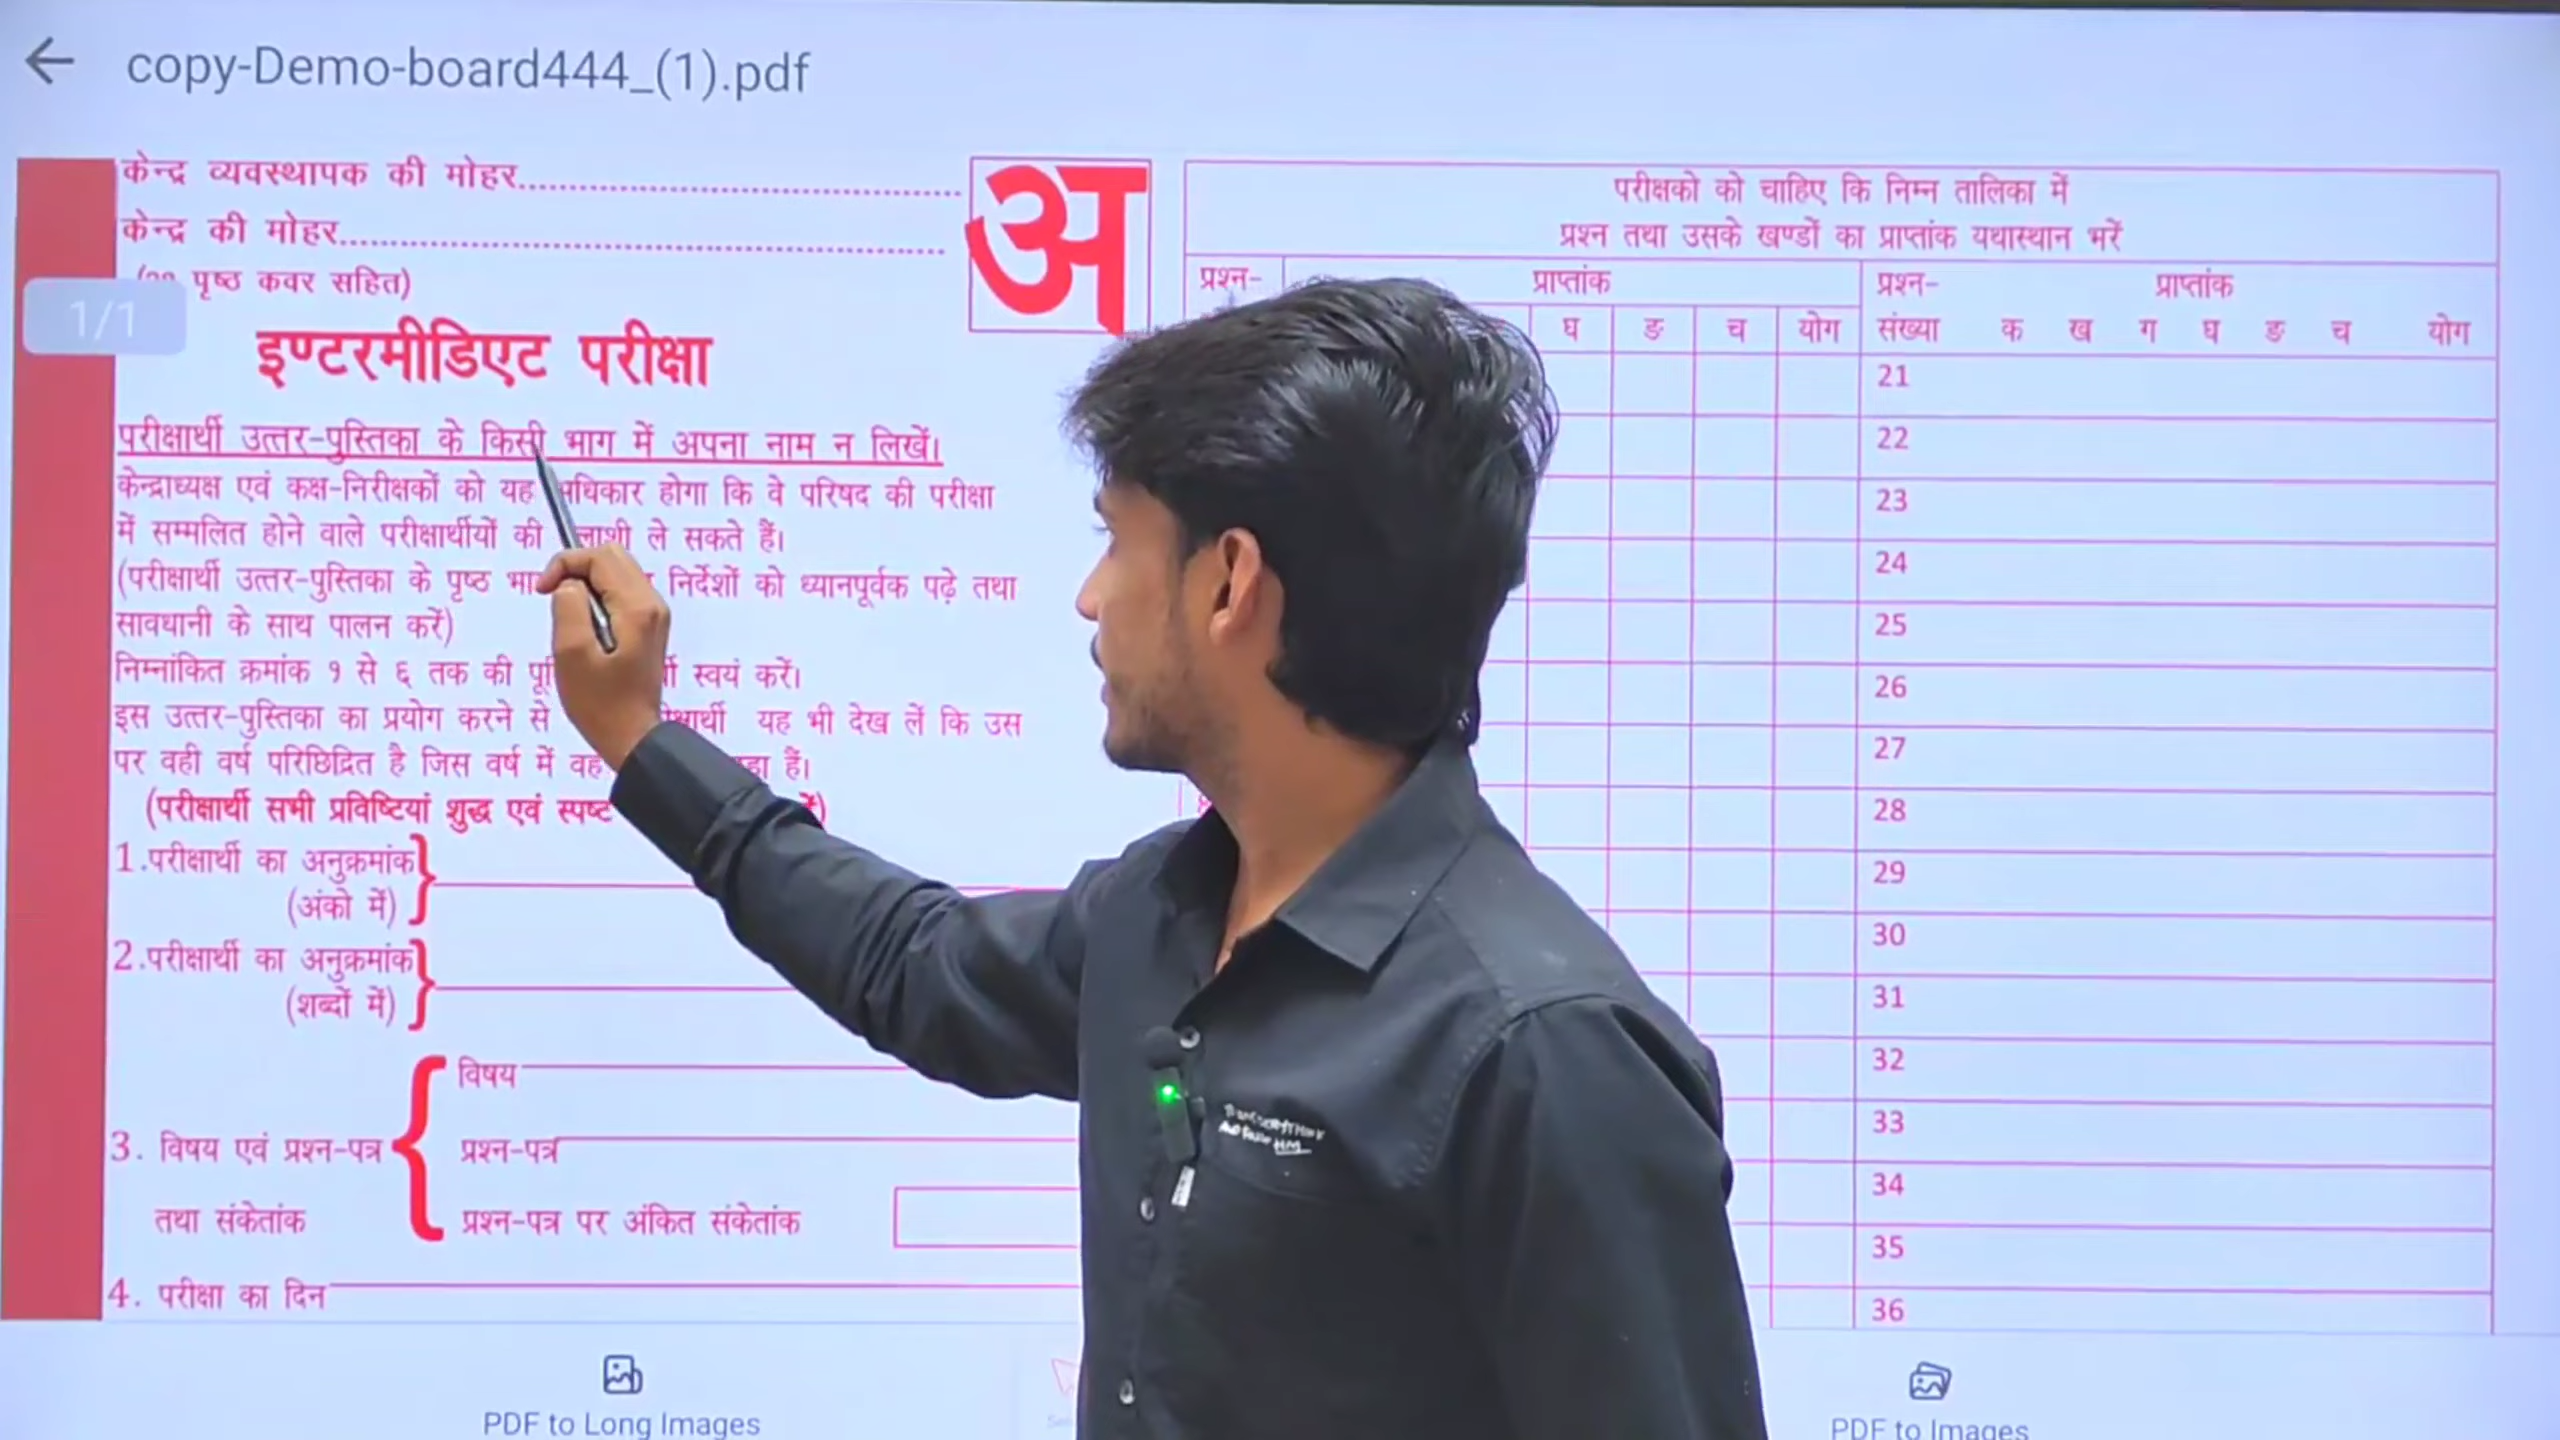 copy-Demo-board444_(1).pdf
केन्द्र व्यवस्थापक की मोहर
केन्द्र की मोहर
पृष्ठ कवर सहित)
1/1
अ
इण्टरमीडिएट परीक्षा
परीक्षार्थी उत्तर-पुस्तिका के किसी भाग में अपना नाम न लिखें।
केन्द्राध्यक्ष एवं कक्ष-निरीक्षकों को यह होगा कि वे परिषद की परीक्षा
में सम्मलित होने वाले परीक्षार्थीयों की ले सकते हैं।
(परीक्षार्थी उत्तर-पुस्तिका के पृष्ठ निर्देशों को ध्यानपूर्वक पढ़े तथा
सावधानी के साथ पालन करें)
निम्नांकित क्रमांक १ से ६ तक की स्वयं करें।
इस उत्तर-पुस्तिका का प्रयोग करने से यह भी देख लें कि उस
पर वही वर्ष परिछिद्रित है जिस वर्ष में वह हैं।
(परीक्षार्थी सभी प्रविष्टियां शुद्ध एवं स्पष्ट
1.परीक्षार्थी का अनुक्रमांक
(अंको में)
2.परीक्षार्थी का अनुक्रमांक
(शब्दों में)
विषय
3. विषय एवं प्रश्न-पत्र
प्रश्न-पत्र
तथा संकेतांक
प्रश्न-पत्र पर अंकित संकेतांक
4. परीक्षा का दिन
परीक्षको को चाहिए कि निम्न तालिका में
प्रश्न तथा उसके खण्डों का प्राप्तांक यथास्थान भरें
प्रश्न- प्राप्तांक प्रश्न- प्राप्तांक
घ ङ च योग संख्या क ख ग घ ङ च योग
21
22
23
24
25
26
27
28
29
30
31
32
33
34
35
36
PDF to Long Images
PDF to Images